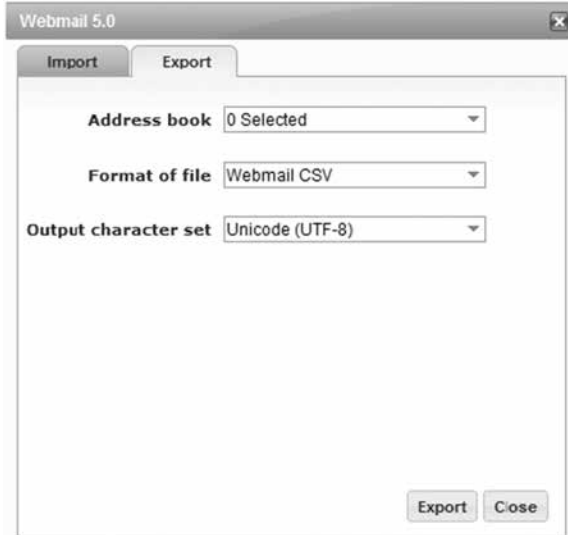 Webmail 5.0
Import Export
Address book 0 Selected
Format of file Webmail CSV
Output character set Unicode (UTF-8)
Export Close